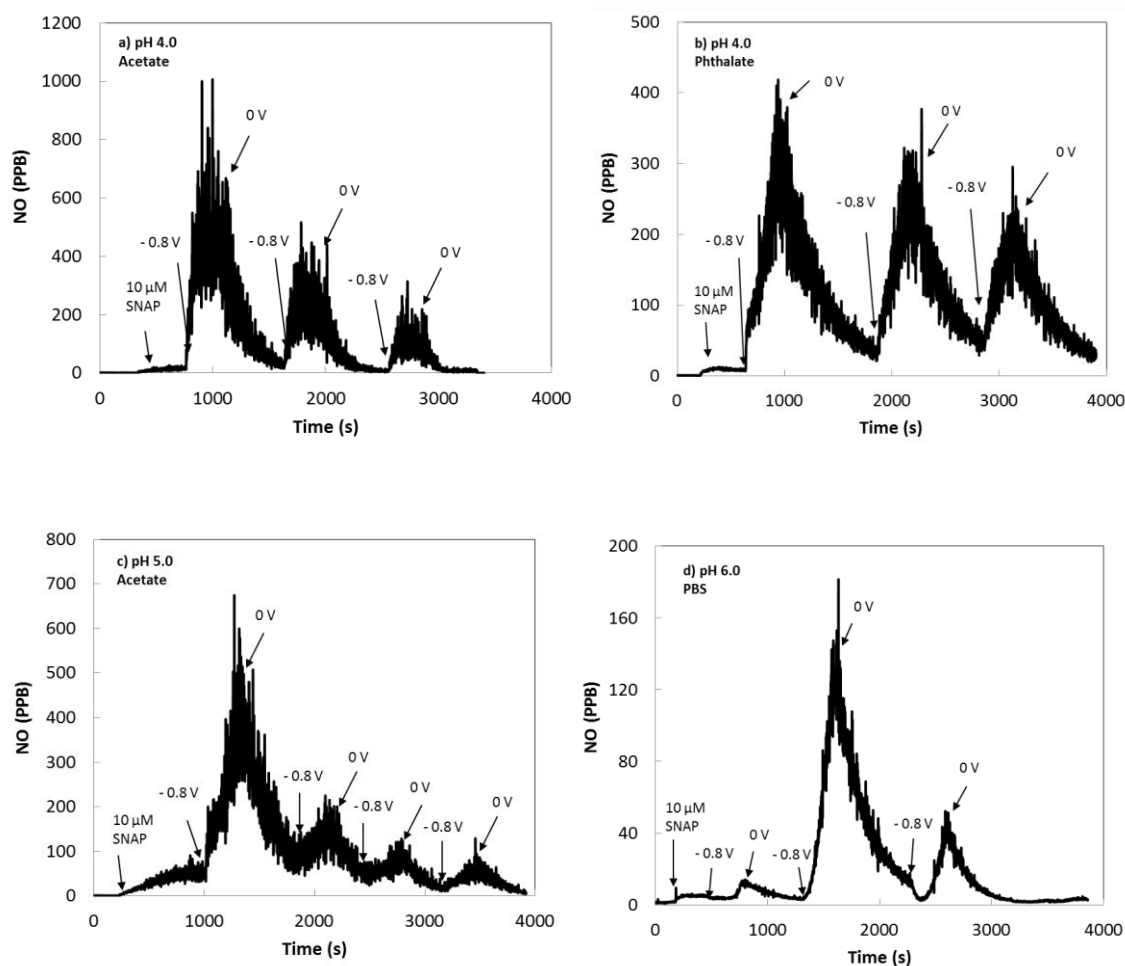 a) pH 4.0
Acetate
NO (PPB)
1200
1000
800
600
400
200
0
0 V
0 V
0 V
- 0.8 V
- 0.8 V
- 0.8 V
10 µM
SNAP
0 1000 2000 3000 4000
Time (s)
b) pH 4.0
Phthalate
NO (PPB)
500
400
300
200
100
0
0 V
0 V
0 V
- 0.8 V
- 0.8 V
- 0.8 V
10 µM
SNAP
0 1000 2000 3000 4000
Time (s)
c) pH 5.0
Acetate
NO (PPB)
800
700
600
500
400
300
200
100
0
0 V
0 V
0 V
0 V
- 0.8 V
- 0.8 V
- 0.8 V
- 0.8 V
10 µM
SNAP
0 1000 2000 3000 4000
Time (s)
d) pH 6.0
PBS
NO (PPB)
200
160
120
80
40
0
0 V
0 V
0 V
10 µM
SNAP
- 0.8 V
- 0.8 V
- 0.8 V
0 1000 2000 3000 4000
Time (s)